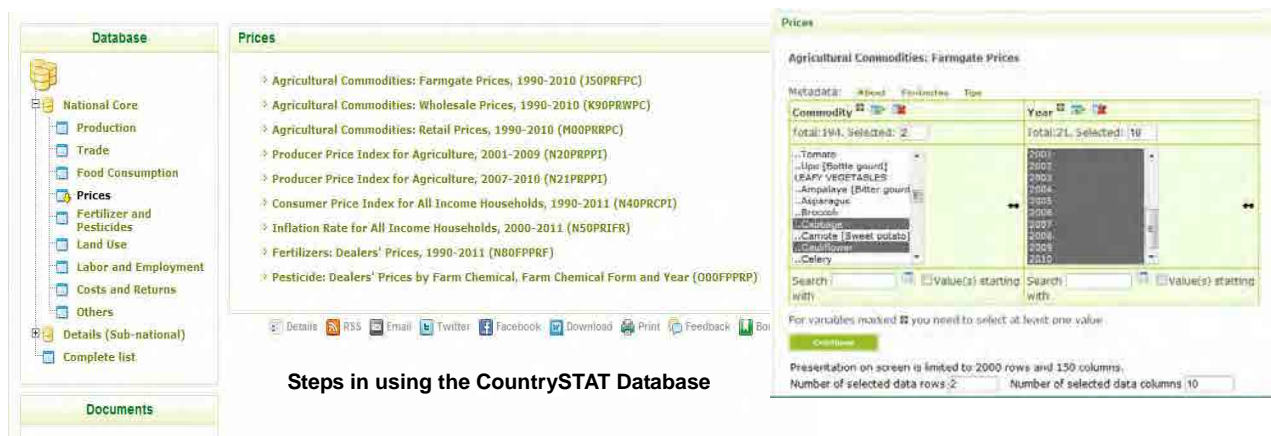 Database
National Core
Production
Trade
Food Consumption
Prices
Fertilizer and
Pesticides
Land Use
Labor and Employment
Costs and Returns
Others
Details (Sub-national)
Complete list
Documents
Prices
Agricultural Commodities: Farmgate Prices, 1990-2010 (J50PRFPC)
Agricultural Commodities: Wholesale Prices, 1990-2010 (K90PRWPC)
Agricultural Commodities: Retail Prices, 1990-2010 (M00PRRPC)
Producer Price Index for Agriculture, 2001-2009 (N20PRPPI)
Producer Price Index for Agriculture, 2007-2010 (N21PRPPI)
Consumer Price Index for All Income Households, 1990-2011 (N40PRCPI)
Inflation Rate for All Income Households, 2000-2011 (N50PRIFR)
Fertilizers: Dealers' Prices, 1990-2011 (N80FPPRF)
Pesticide: Dealers' Prices by Farm Chemical, Farm Chemical Form and Year (O00FPPRP)
Details RSS Email Twitter Facebook Download Print Feedback
Steps in using the CountrySTAT Database
Prices
Agricultural Commodities: Farmgate Prices
Metadata: About Footnotes Tips
Commodity
Total:194, Selected: 2
..Tomato
..Upo [Bottle gourd]
LEAFY VEGETABLES
..Ampalaya [Bitter gourd
..Asparagus
..Broccoli
..Cabbage
..Camote [Sweet potato]
..Cauliflower
..Celery
Search Value(s) starting
with
Year
Total:21, Selected: 10
2001
2002
2003
2004
2005
2006
2007
2008
2009
2010
Search Value(s) starting
with
For variables marked you need to select at least one value
Continue
Presentation on screen is limited to 2000 rows and 150 columns.
Number of selected data rows 2 Number of selected data columns 10